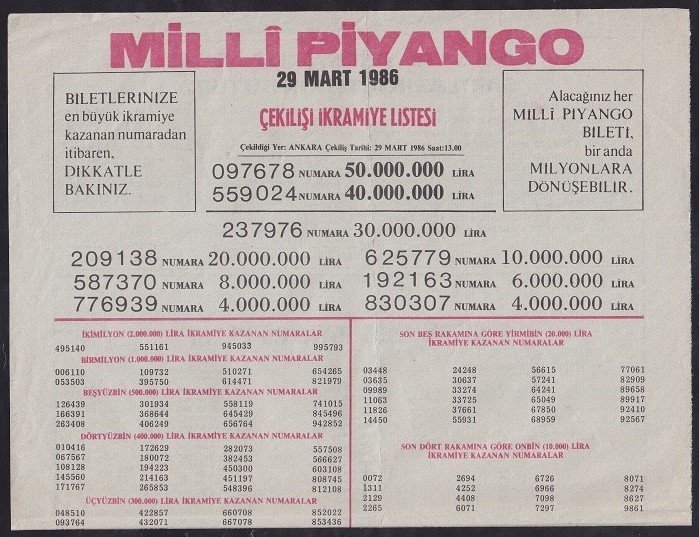 MİLLÎ PİYANGO
29 MART 1986
ÇEKİLİŞİ İKRAMİYE LİSTESİ
BİLETLERİNİZE
en büyük ikramiye
kazanan numaradan
itibaren,
DİKKATLE
BAKINIZ.
Alacağınız her
MİLLÎ PİYANGO
BİLETİ,
bir anda
MİLYONLARA
DÖNÜŞEBİLİR.
Çekildiği Yer: ANKARA Çekiliş Tarihi: 29 MART 1986 Saat:13.00
097678 NUMARA 50.000.000 LİRA
559024 NUMARA 40.000.000 LİRA
237976 NUMARA 30.000.000 LİRA
209138 NUMARA 20.000.000 LİRA 625779 NUMARA 10.000.000 LİRA
587370 NUMARA 8.000.000 LİRA 192163 NUMARA 6.000.000 LİRA
776939 NUMARA 4.000.000 LİRA 830307 NUMARA 4.000.000 LİRA
İKİMİLYON (2.000.000) LİRA İKRAMİYE KAZANAN NUMARALAR
495140 551161 945033 995793
BİRMİLYON (1.000.000) LİRA İKRAMİYE KAZANAN NUMARALAR
006110 109732 510271 654265
053503 395750 614471 821979
BEŞYÜZBİN (500.000) LİRA İKRAMİYE KAZANAN NUMARALAR
126439 301934 558119 741015
166391 368644 645429 845496
263408 406249 656764 942852
DÖRTYÜZBİN (400.000) LİRA İKRAMİYE KAZANAN NUMARALAR
010416 172629 282073 557508
067567 180072 382453 566627
108128 194223 450300 603108
145560 214163 451197 808745
171767 265853 548396 812108
ÜÇYÜZBİN (300.000) LİRA İKRAMİYE KAZANAN NUMARALAR
048510 422857 660708 852022
093764 432071 667078 853436
SON BEŞ RAKAMINA GÖRE YİRMİBİN (20.000) LİRA
İKRAMİYE KAZANAN NUMARALAR
03448 24248 56615 77061
03635 30637 57241 82909
09989 33274 64241 89658
11063 33725 65049 89917
11826 37661 67850 92410
14450 55931 68959 92567
SON DÖRT RAKAMINA GÖRE ONBİN (10.000) LİRA
İKRAMİYE KAZANAN NUMARALAR
0072 2694 6726 8071
1311 4252 6966 8274
2129 4408 7098 8627
2265 6071 7297 9861